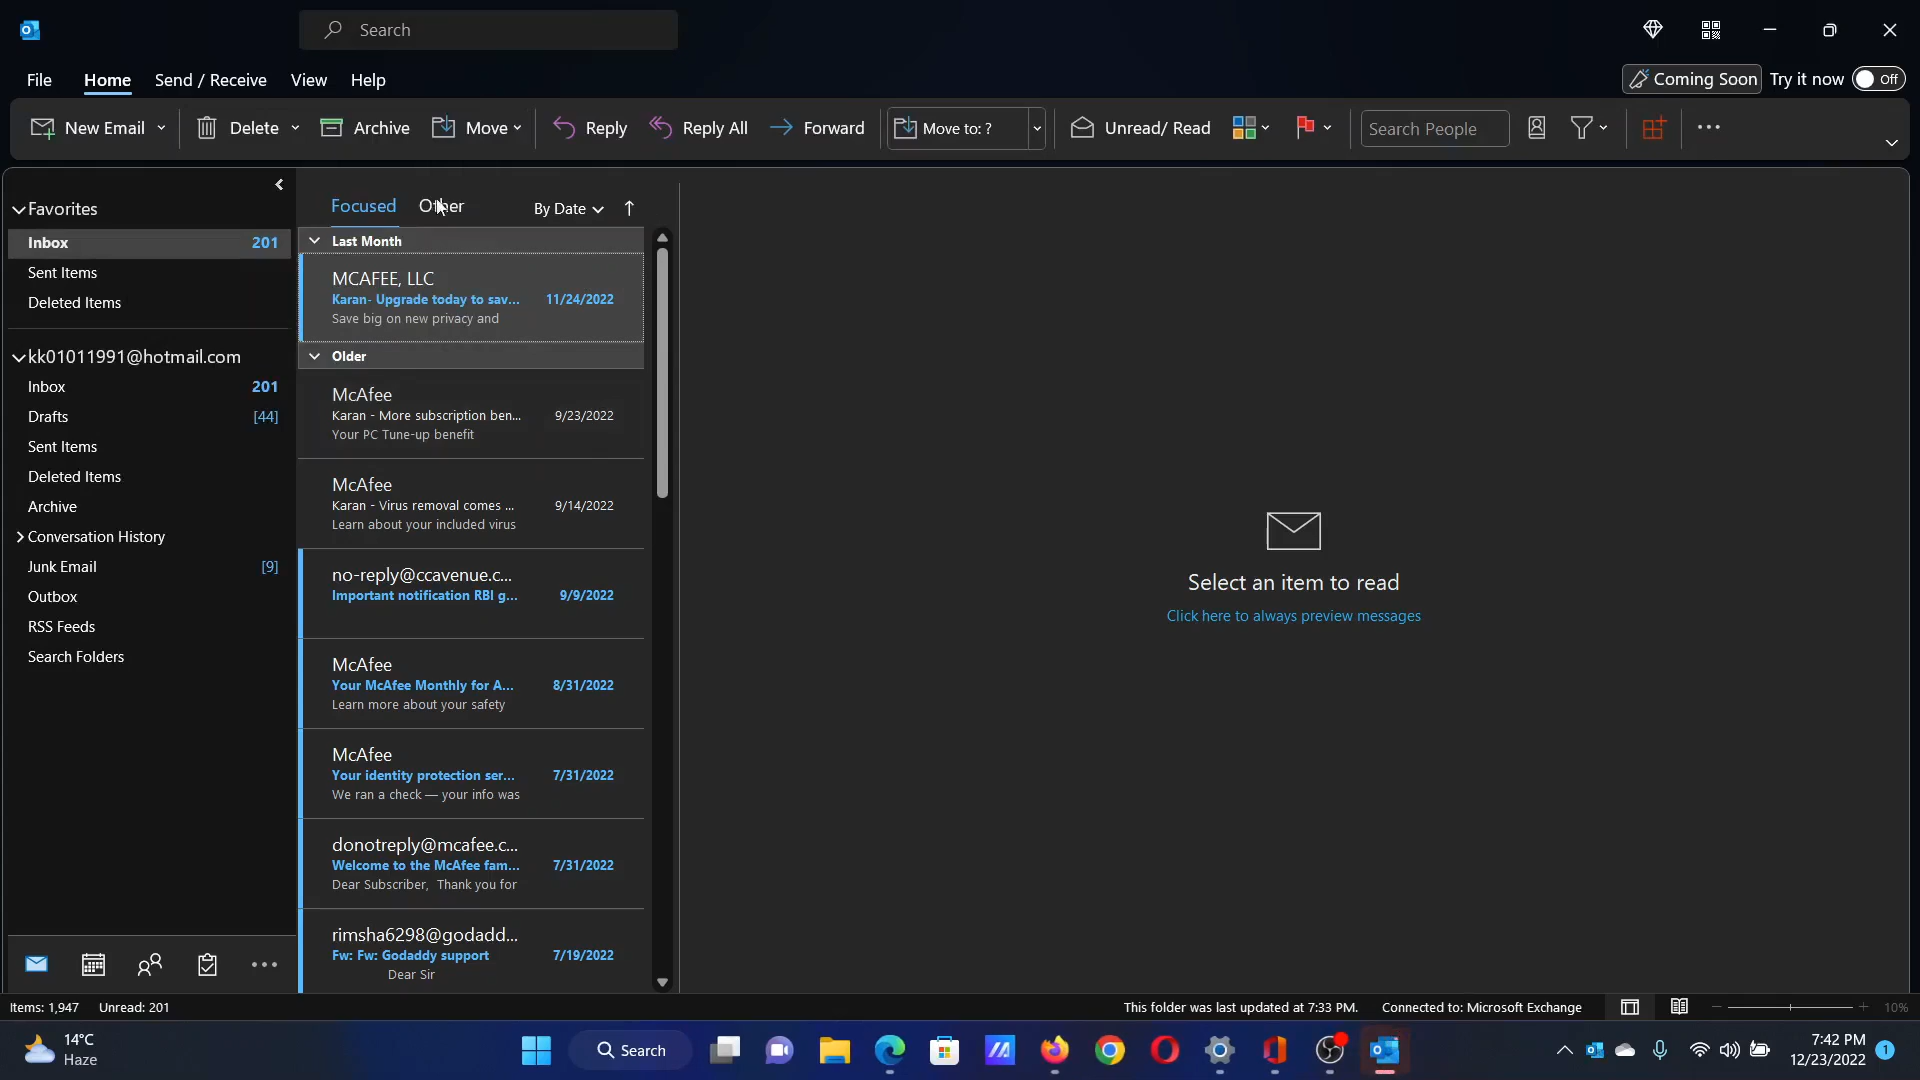 Search
File Home Send / Receive View Help
Coming Soon Try it now Off
New Email Delete Archive Move Reply Reply All Forward Move to: ? Unread/ Read Search People
Favorites
Inbox 201
Sent Items
Deleted Items
kk01011991@hotmail.com
Inbox 201
Drafts [44]
Sent Items
Deleted Items
Archive
Conversation History
Junk Email [9]
Outbox
RSS Feeds
Search Folders
Focused Other By Date
Last Month
MCAFEE, LLC
Karan- Upgrade today to sav... 11/24/2022
Save big on new privacy and
Older
McAfee
Karan - More subscription ben... 9/23/2022
Your PC Tune-up benefit
McAfee
Karan - Virus removal comes ... 9/14/2022
Learn about your included virus
no-reply@ccavenue.c...
Important notification RBI g... 9/9/2022
McAfee
Your McAfee Monthly for A... 8/31/2022
Learn more about your safety
McAfee
Your identity protection ser... 7/31/2022
We ran a check — your info was
donotreply@mcafee.c...
Welcome to the McAfee fam... 7/31/2022
Dear Subscriber, Thank you for
rimsha6298@godadd...
Fw: Fw: Godaddy support 7/19/2022
Dear Sir
Select an item to read
Click here to always preview messages
Items: 1,947 Unread: 201
This folder was last updated at 7:33 PM. Connected to: Microsoft Exchange 10%
14°C
Haze
Search
7:42 PM
12/23/2022
1